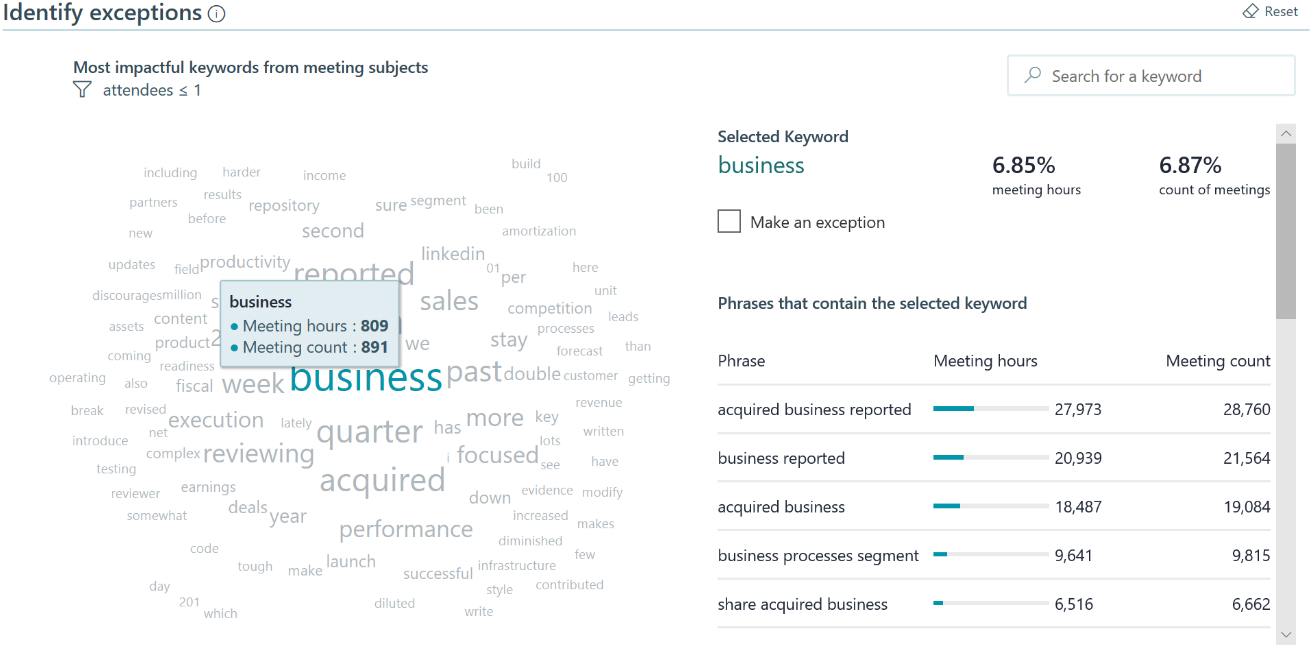 Identify exceptions
Reset
Most impactful keywords from meeting subjects
attendees ≤ 1
Search for a keyword
Selected Keyword
business
6.85%
meeting hours
6.87%
count of meetings
Make an exception
Phrases that contain the selected keyword
Phrase Meeting hours Meeting count
acquired business reported 27,973 28,760
business reported 20,939 21,564
acquired business 18,487 19,084
business processes segment 9,641 9,815
share acquired business 6,516 6,662
build
including harder income 100
partners results repository sure segment been
before second amortization
new
updates field productivity reported linkedin 01 per here
discourages million sales competition unit
business
Meeting hours : 809
Meeting count : 891
assets content processes leads
product we stay forecast than
coming readiness
operating also fiscal week business past double customer getting
break revised execution lately quarter has more key revenue
introduce net complex reviewing i focused lots written
testing see have
reviewer earnings acquired down evidence modify
somewhat deals year performance increased makes
code diminished few
tough make launch successful infrastructure
day style contributed
201 which diluted write